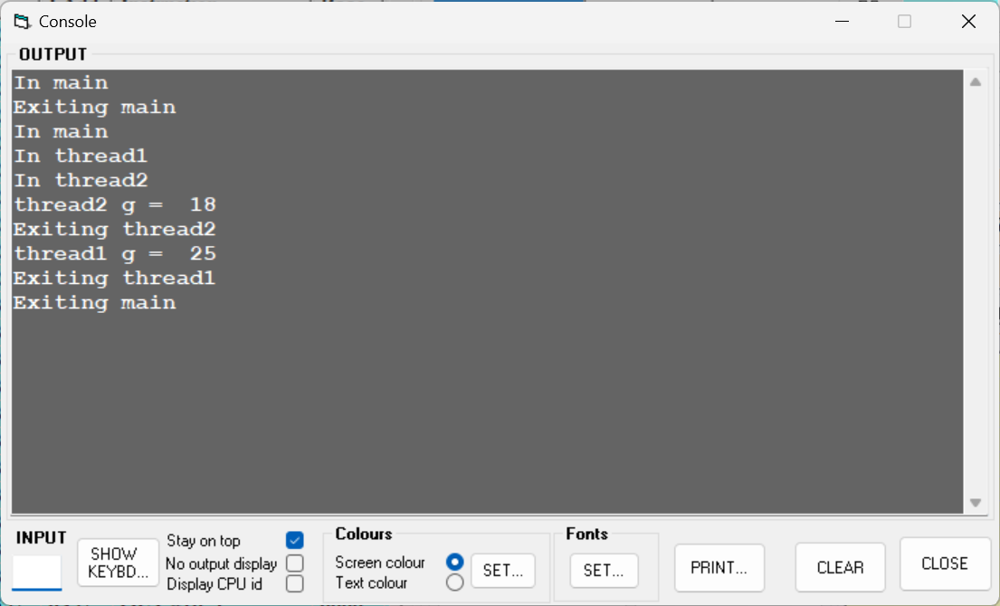 Console
OUTPUT
In main
Exiting main
In main
In thread1
In thread2
thread2 g =  18
Exiting thread2
thread1 g =  25
Exiting thread1
Exiting main
INPUT
SHOW
KEYBD...
Stay on top
No output display
Display CPU id
Colours
Screen colour
Text colour
SET...
Fonts
SET...
PRINT...
CLEAR
CLOSE